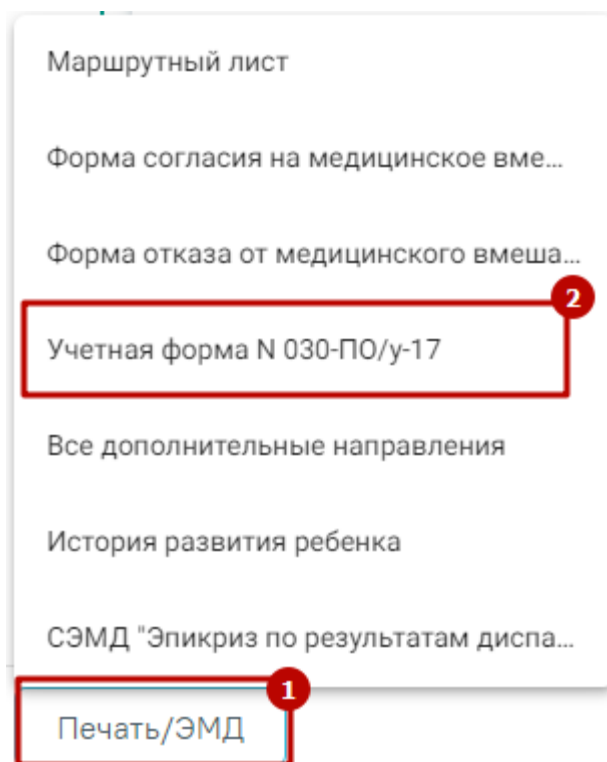 Маршрутный лист
Форма согласия на медицинское вме...
Форма отказа от медицинского вмеша...
2
Учетная форма N 030-ПО/у-17
Все дополнительные направления
История развития ребенка
СЭМД "Эпикриз по результатам диспа...
1
Печать/ЭМД